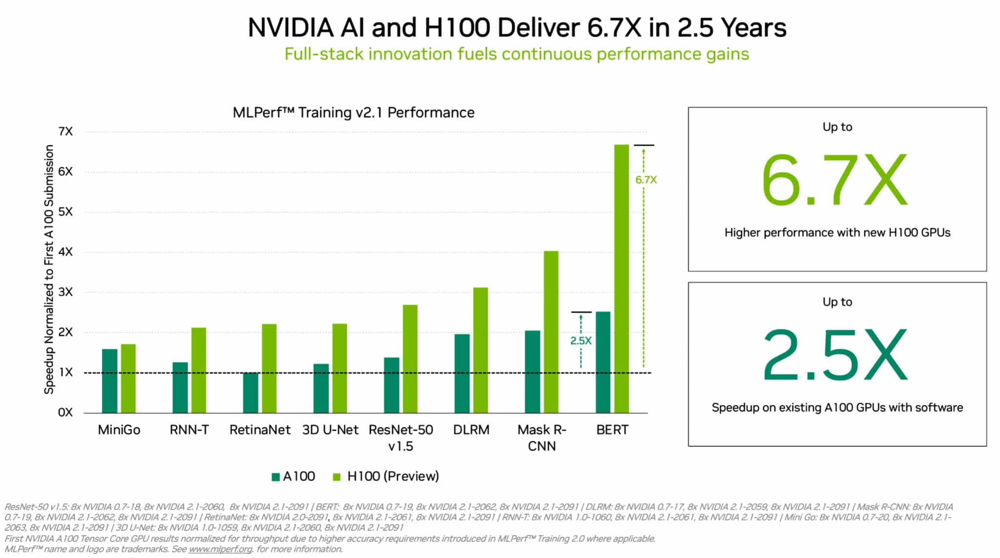 NVIDIA AI and H100 Deliver 6.7X in 2.5 Years
Full-stack innovation fuels continuous performance gains
MLPerf™ Training v2.1 Performance
Speedup Normalized to First A100 Submission
7X
6X
5X
4X
3X
2X
1X
0X
2.5X
6.7X
MiniGo
RNN-T
RetinaNet
3D U-Net
ResNet-50
v1.5
DLRM
Mask R-
CNN
BERT
A100
H100 (Preview)
Up to
6.7X
Higher performance with new H100 GPUs
Up to
2.5X
Speedup on existing A100 GPUs with software
ResNet-50 v1.5: 8x NVIDIA 0.7-18, 8x NVIDIA 2.1-2060, 8x NVIDIA 2.1-2091 | BERT: 8x NVIDIA 0.7-19, 8x NVIDIA 2.1-2062, 8x NVIDIA 2.1-2091 | DLRM: 8x NVIDIA 0.7-17, 8x NVIDIA 2.1-2059, 8x NVIDIA 2.1-2091 | Mask R-CNN: 8x NVIDIA
0.7-19, 8x NVIDIA 2.1-2062, 8x NVIDIA 2.1-2091 | RetinaNet: 8x NVIDIA 2.0-2091, 8x NVIDIA 2.1-2061, 8x NVIDIA 2.1-2091 | RNN-T: 8x NVIDIA 1.0-1060, 8x NVIDIA 2.1-2061, 8x NVIDIA 2.1-2091 | Mini Go: 8x NVIDIA 0.7-20, 8x NVIDIA 2.1-
2063, 8x NVIDIA 2.1-2091 | 3D U-Net: 8x NVIDIA 1.0-1059, 8x NVIDIA 2.1-2060, 8x NVIDIA 2.1-2091
First NVIDIA A100 Tensor Core GPU results normalized for throughput due to higher accuracy requirements introduced in MLPerf™ Training 2.0 where applicable.
MLPerf™ name and logo are trademarks. See www.mlperf.org. for more information.